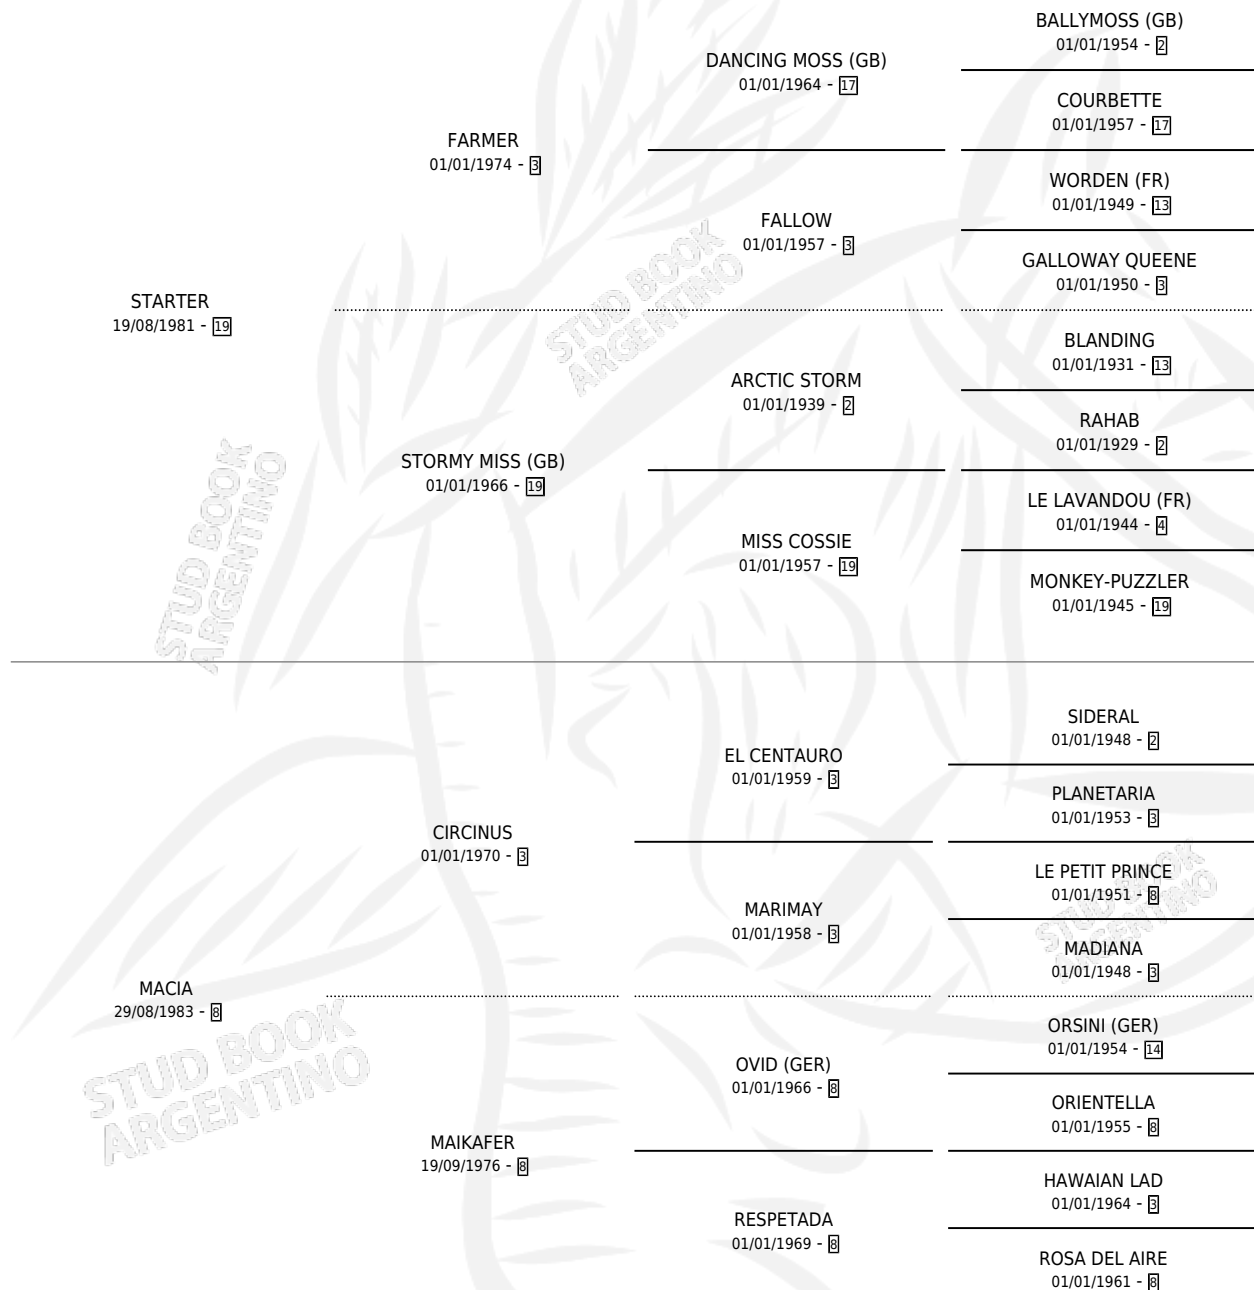 BALLYMOSS (GB)
01/01/1954 - 2
DANCING MOSS (GB)
01/01/1964 - 17
COURBETTE
01/01/1957 - 17
FARMER
01/01/1974 - 3
WORDEN (FR)
01/01/1949 - 13
FALLOW
01/01/1957 - 3
GALLOWAY QUEENE
01/01/1950 - 3
STARTER
19/08/1981 - 19
BLANDING
01/01/1931 - 13
ARCTIC STORM
01/01/1939 - 2
RAHAB
01/01/1929 - 2
STORMY MISS (GB)
01/01/1966 - 19
LE LAVANDOU (FR)
01/01/1944 - 4
MISS COSSIE
01/01/1957 - 19
MONKEY-PUZZLER
01/01/1945 - 19
SIDERAL
01/01/1948 - 2
EL CENTAURO
01/01/1959 - 3
PLANETARIA
01/01/1953 - 3
CIRCINUS
01/01/1970 - 3
LE PETIT PRINCE
01/01/1951 - 8
MARIMAY
01/01/1958 - 3
MADIANA
01/01/1948 - 3
MACIA
29/08/1983 - 8
ORSINI (GER)
01/01/1954 - 14
OVID (GER)
01/01/1966 - 8
ORIENTELLA
01/01/1955 - 8
MAIKAFER
19/09/1976 - 8
HAWAIAN LAD
01/01/1964 - 3
RESPETADA
01/01/1969 - 8
ROSA DEL AIRE
01/01/1961 - 8
STUD BOOK
ARGENTINO
STUD BOOK
ARGENTINO
STUD BOOK
ARGENTINO
STUD BOOK
ARGENTINO